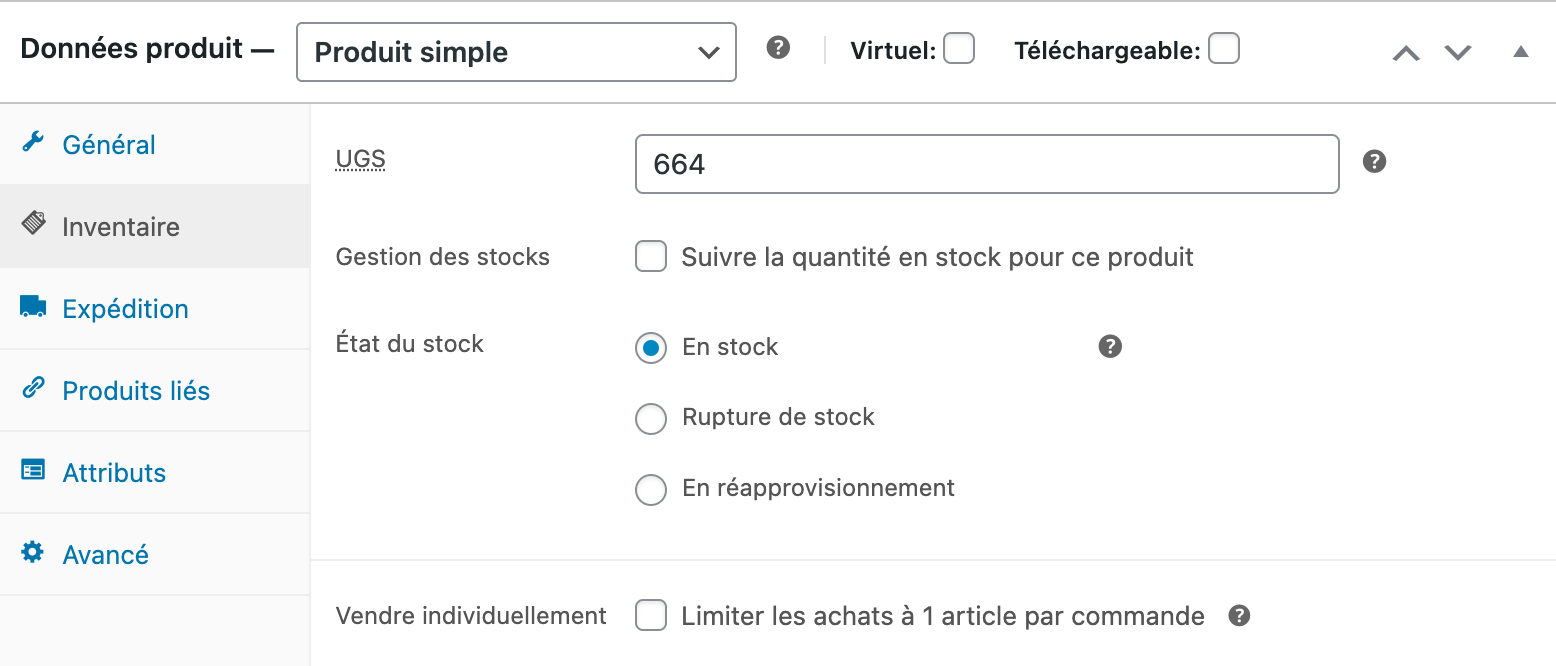 Données produit — Produit simple ? Virtuel: Téléchargeable:
Général
Inventaire
Expédition
Produits liés
Attributs
Avancé
UGS 664 ?
Gestion des stocks Suivre la quantité en stock pour ce produit
État du stock En stock ?
Rupture de stock
En réapprovisionnement
Vendre individuellement Limiter les achats à 1 article par commande ?